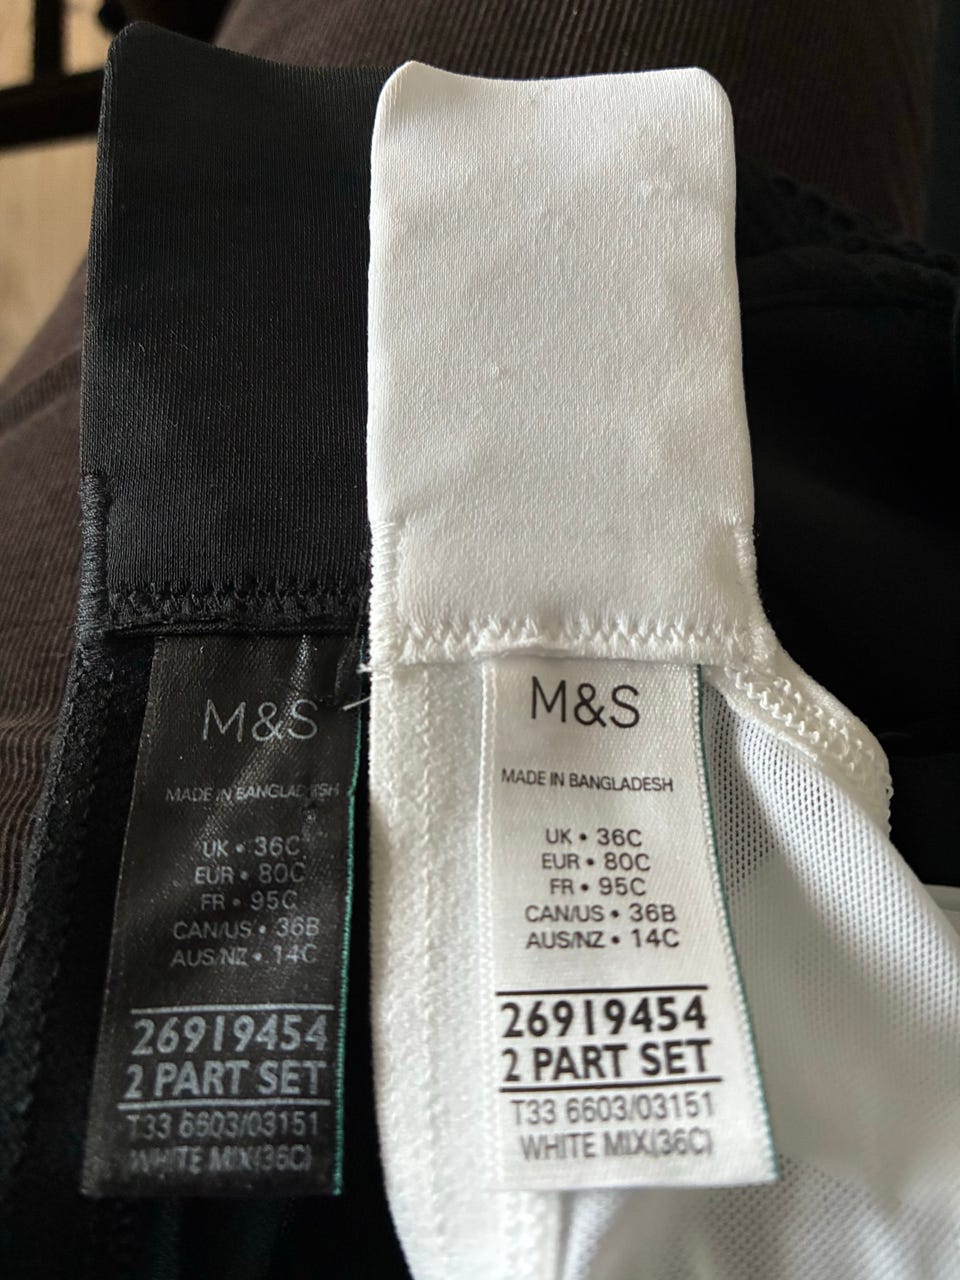 M&S
MADE IN BANGLADESH
UK • 36C
EUR • 80C
FR • 95C
CAN/US • 36B
AUS/NZ • 14C
26919454
2 PART SET
T33 6603/03151
WHITE MIX(36C)
M&S
MADE IN BANGLADESH
UK • 36C
EUR • 80C
FR • 95C
CAN/US • 36B
AUS/NZ • 14C
26919454
2 PART SET
T33 6603/03151
WHITE MIX(36C)